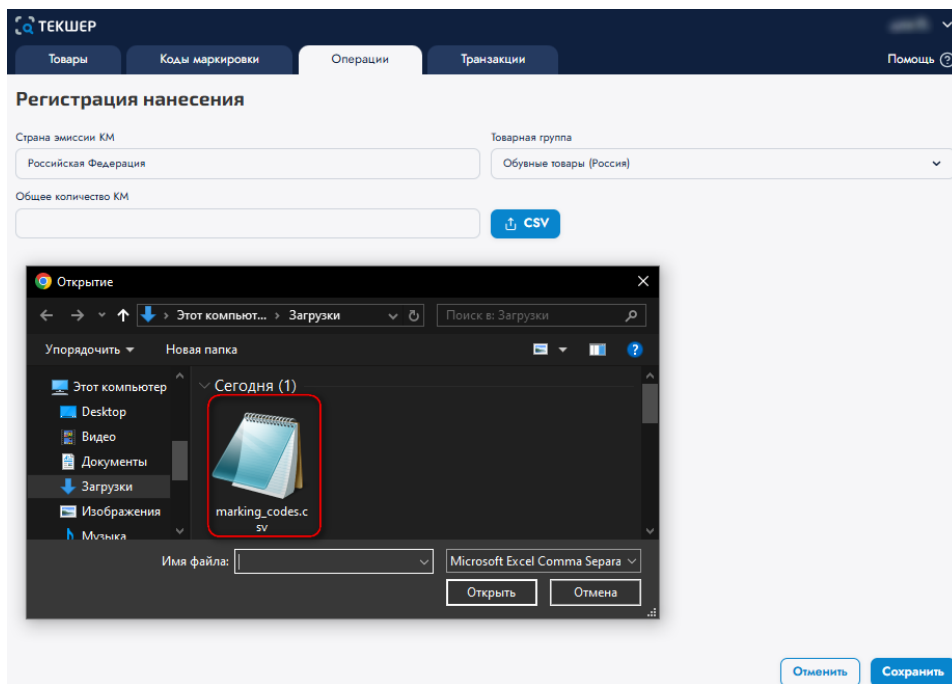 ТЕКШЕР
Товары Коды маркировки Операции Транзакции Помощь
Регистрация нанесения
Страна эмиссии КМ Товарная группа
Российская Федерация Обувные товары (Россия)
Общее количество КМ
CSV
Открытие
Этот компьют... Загрузки Поиск в: Загрузки
Упорядочить Новая папка
Этот компьютер Сегодня (1)
Desktop
Видео
Документы
Загрузки
Изображения marking_codes.c
Музыка sv
Имя файла: Microsoft Excel Comma Separa
Открыть Отмена
Отменить Сохранить